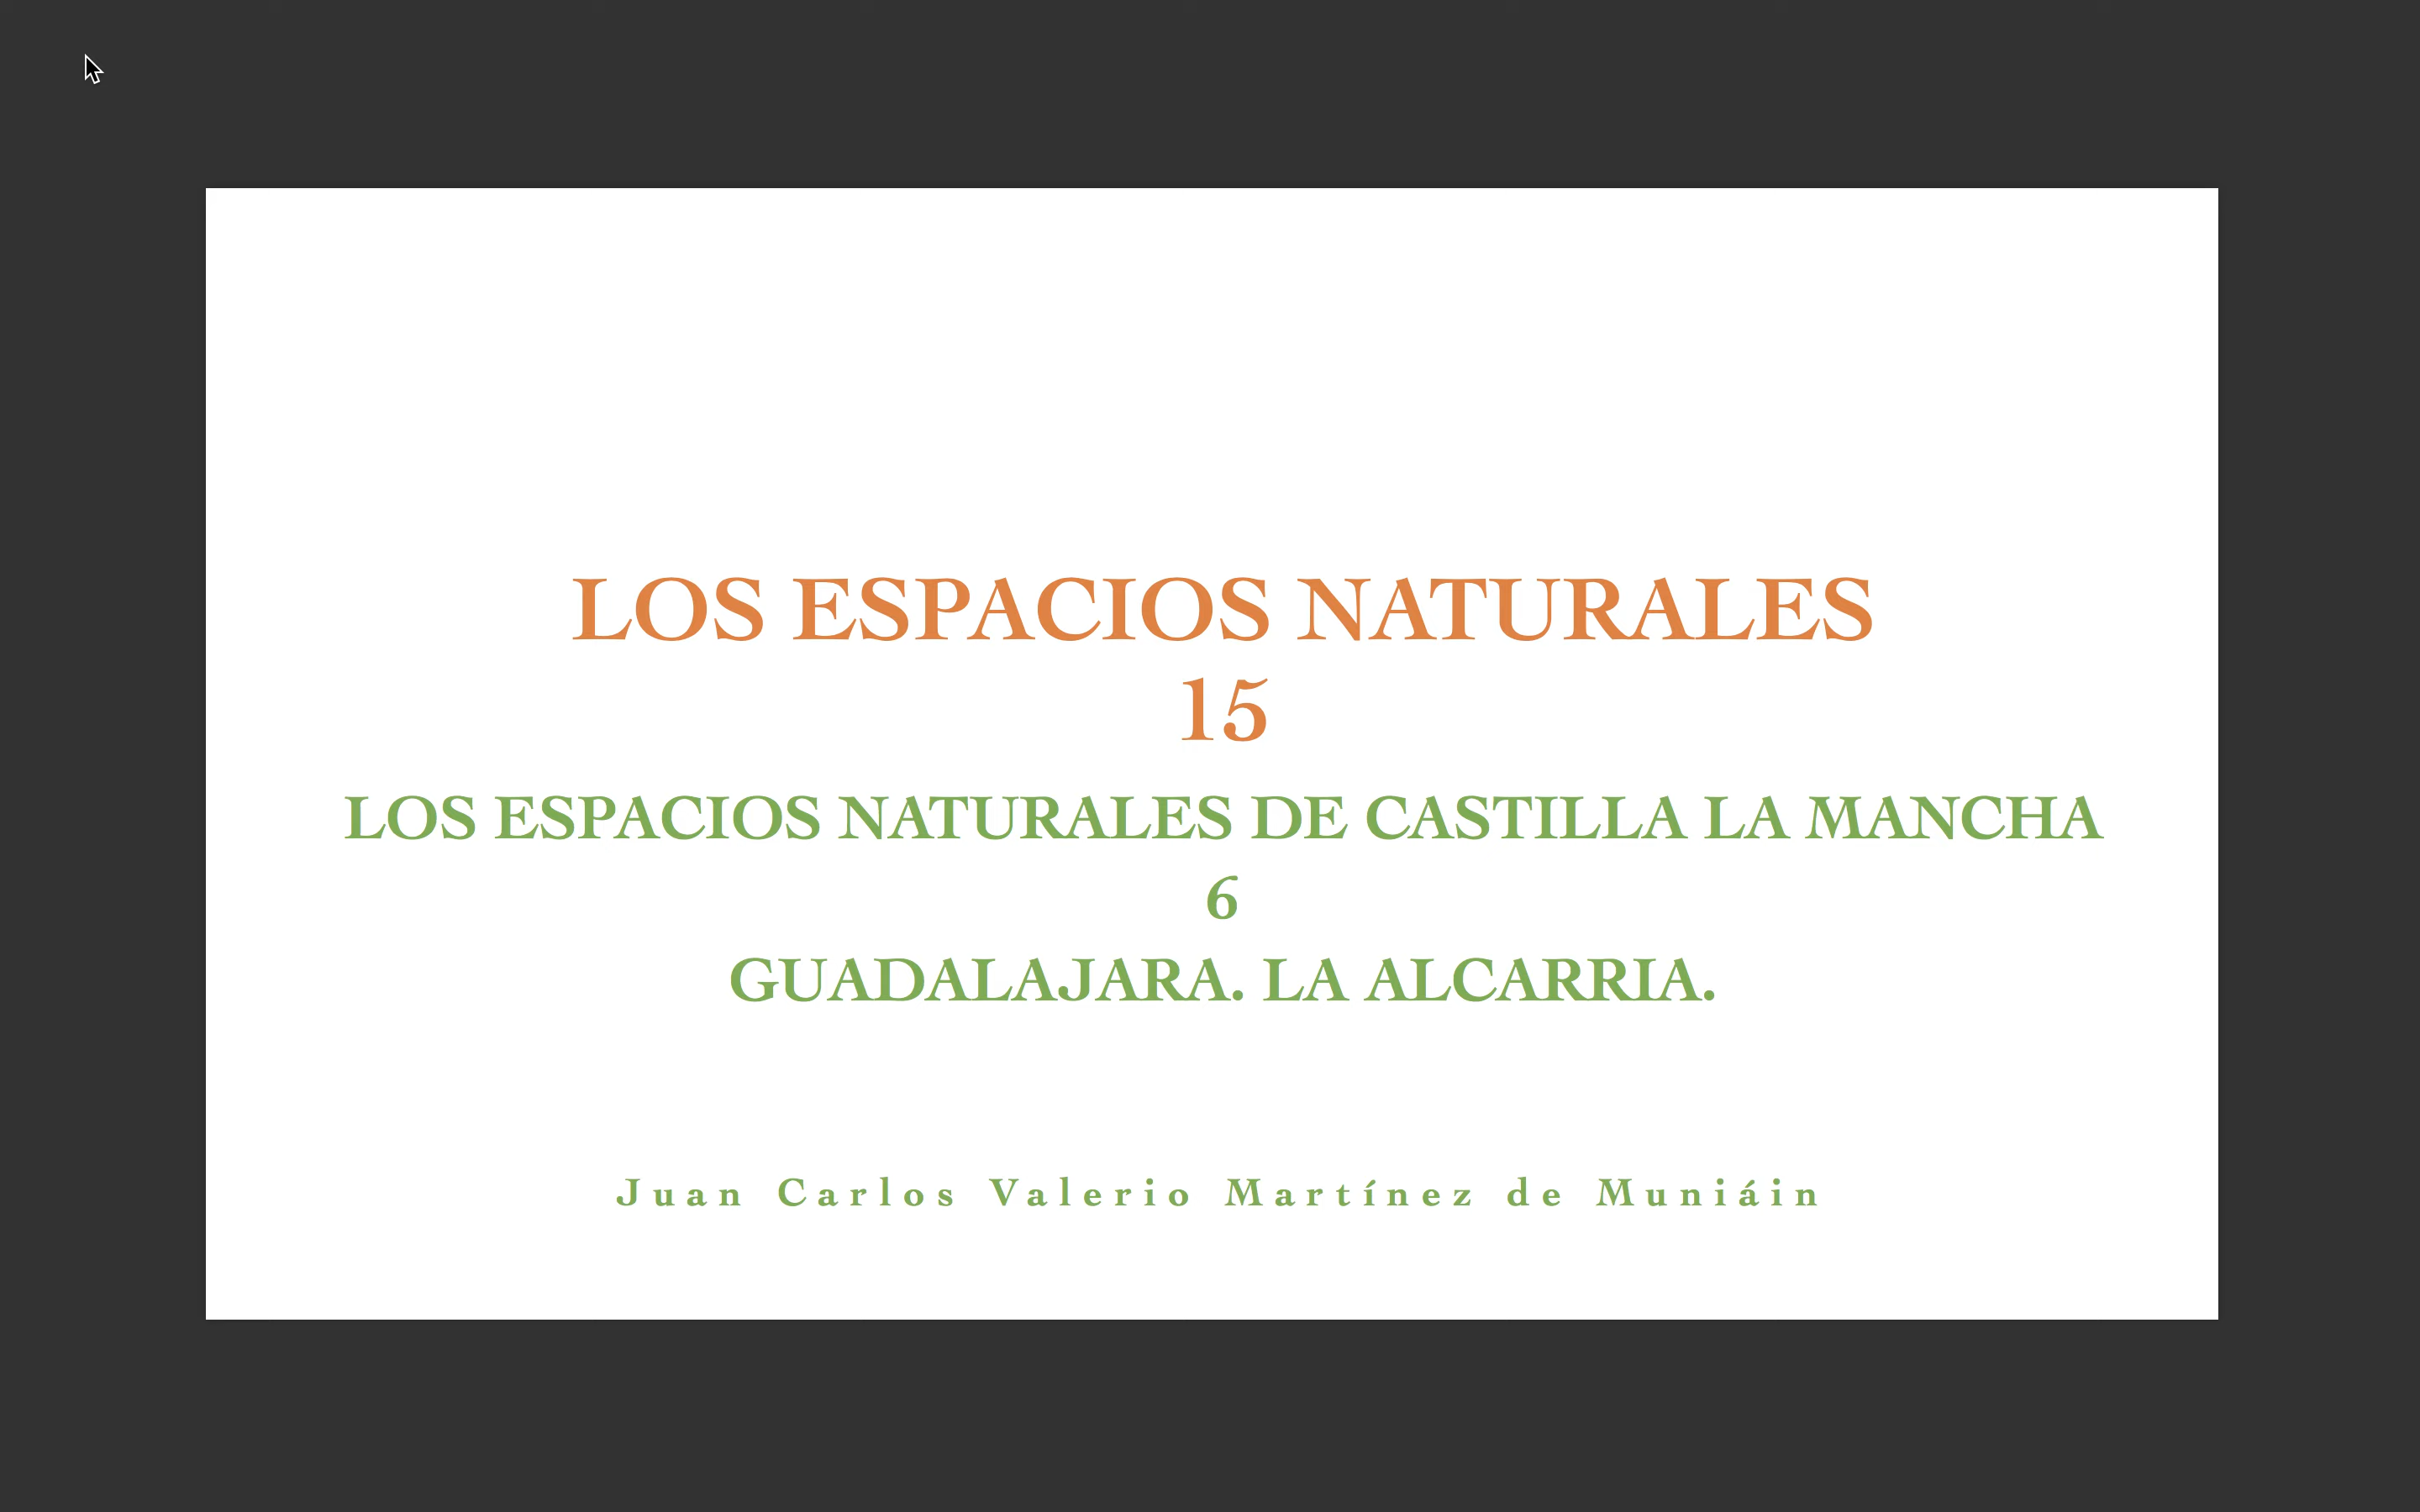 LOS ESPACIOS NATURALES
15
LOS ESPACIOS NATURALES DE CASTILLA LA MANCHA
6
GUADALAJARA. LA ALCARRIA.
Juan Carlos Valerio Martínez de Muniáin